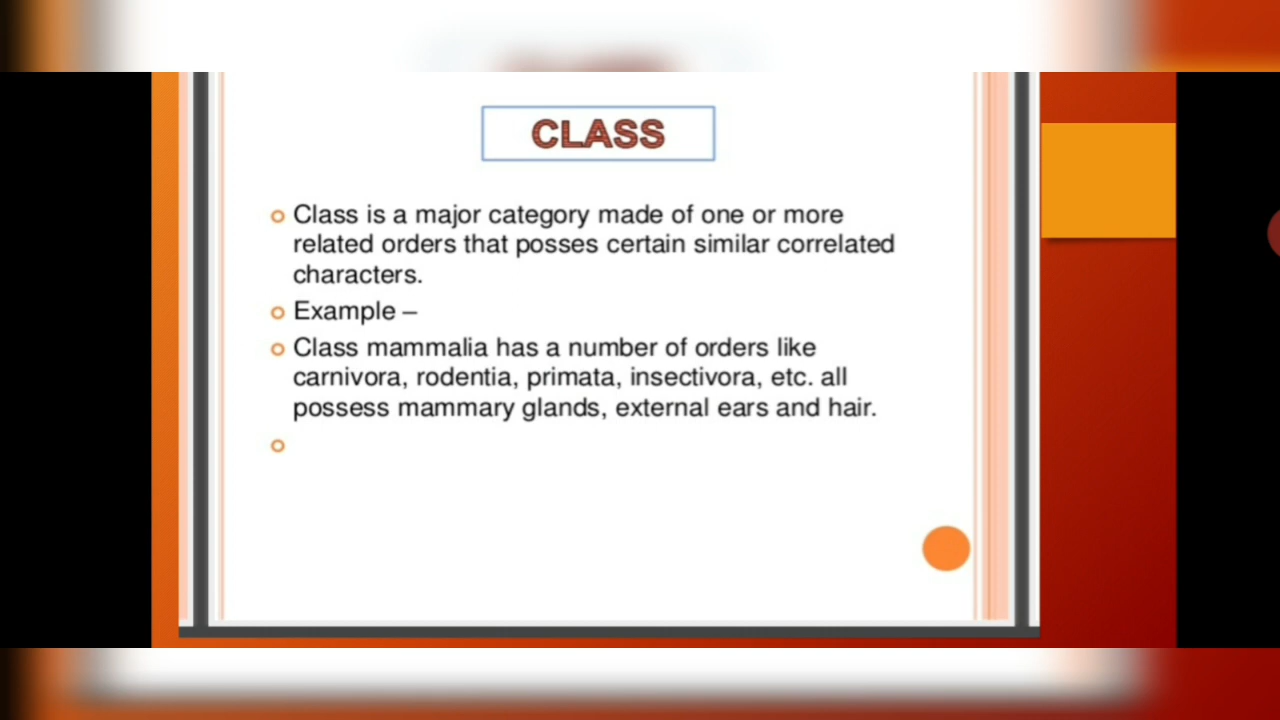 CLASS
Class is a major category made of one or more
related orders that posses certain similar correlated
characters.
Example –
Class mammalia has a number of orders like
carnivora, rodentia, primata, insectivora, etc. all
possess mammary glands, external ears and hair.